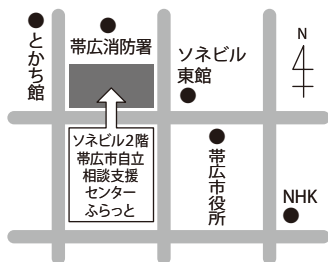 とかち館
帯広消防署
ソネビル
東館
N
ソネビル2階
帯広市自立
相談支援
センター
ふらっと
帯広市役所
NHK